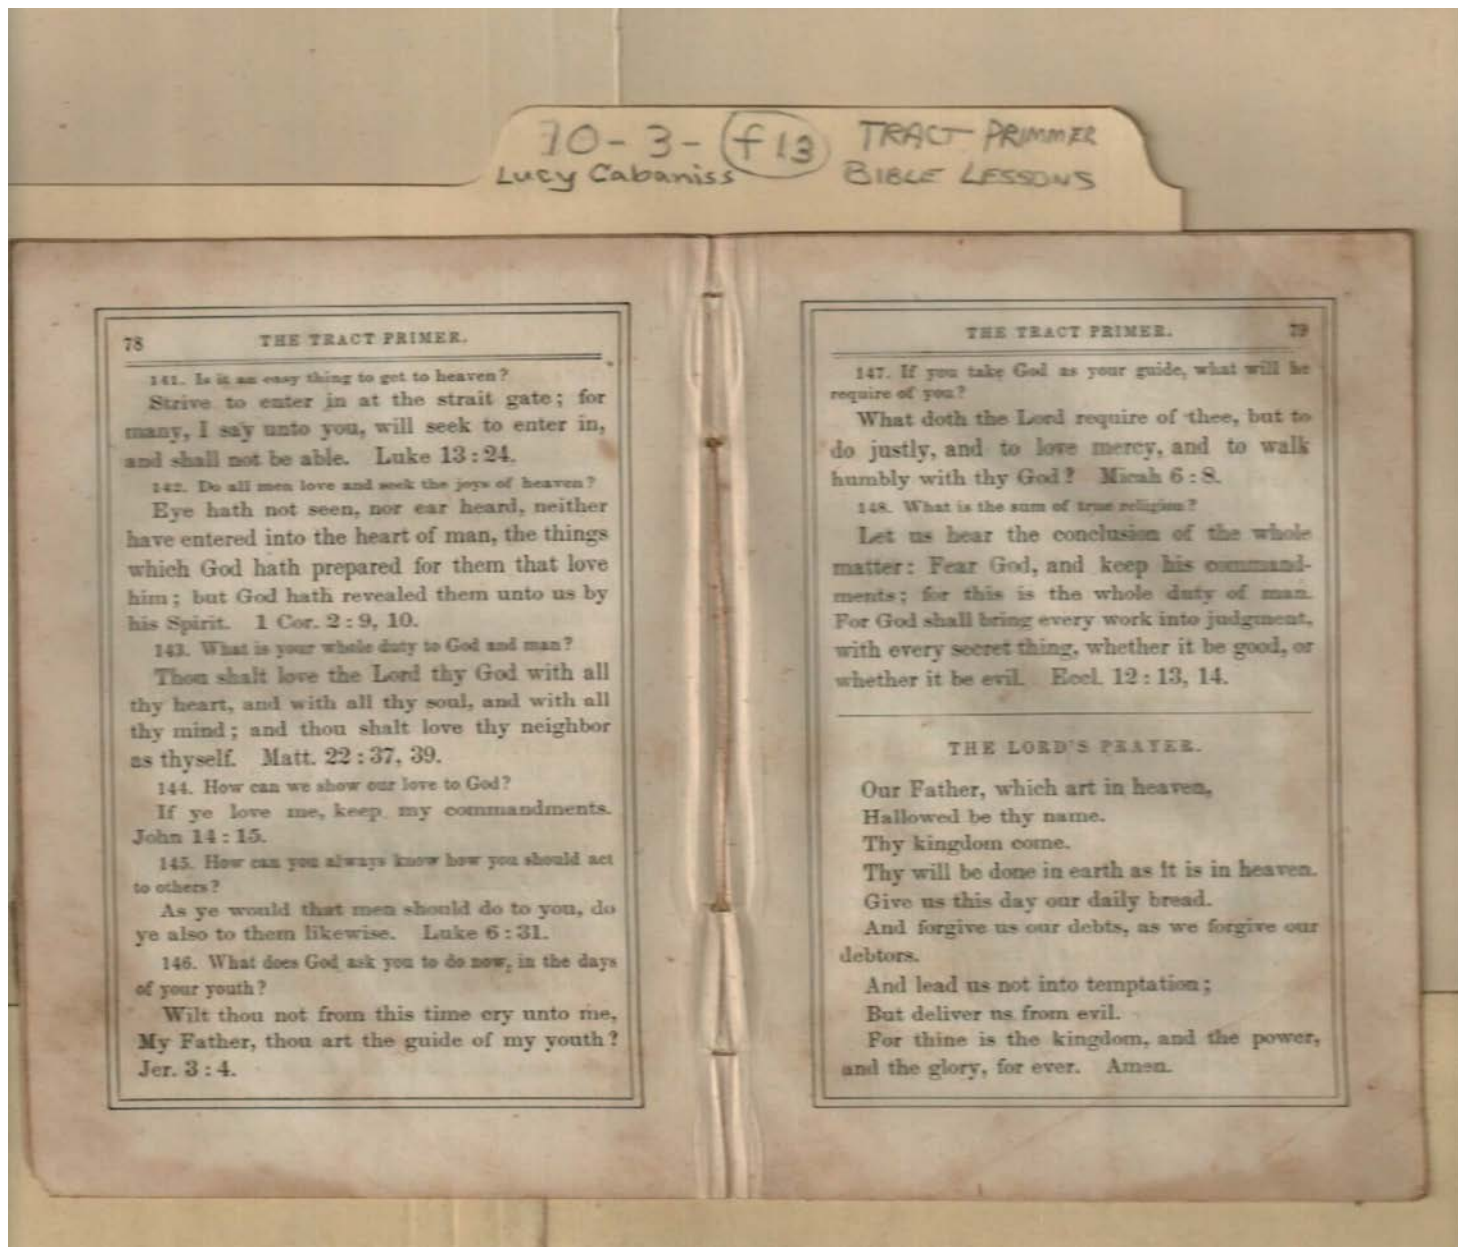 10-3-f13 TRACT PRIMMER
Lucy Cabaniss BIBLE LESSONS
78 THE TRACT PRIMER.
141. Is it an easy thing to get to heaven?
Strive to enter in at the strait gate; for
many, I say unto you, will seek to enter in,
and shall not be able. Luke 13:24.
142. Do all men love and seek the joys of heaven?
Eye hath not seen, nor ear heard, neither
have entered into the heart of man, the things
which God hath prepared for them that love
him; but God hath revealed them unto us by
his Spirit. 1 Cor. 2:9, 10.
143. What is your whole duty to God and man?
Thou shalt love the Lord thy God with all
thy heart, and with all thy soul, and with all
thy mind; and thou shalt love thy neighbor
as thyself. Matt. 22:37, 39.
144. How can we show our love to God?
If ye love me, keep my commandments.
John 14:15.
145. How can you always know how you should act
to others?
As ye would that men should do to you, do
ye also to them likewise. Luke 6:31.
146. What does God ask you to do now, in the days
of your youth?
Wilt thou not from this time cry unto me,
My Father, thou art the guide of my youth?
Jer. 3:4.
THE TRACT PRIMER. 79
147. If you take God as your guide, what will he
require of you?
What doth the Lord require of thee, but to
do justly, and to love mercy, and to walk
humbly with thy God? Micah 6:8.
148. What is the sum of true religion?
Let us hear the conclusion of the whole
matter: Fear God, and keep his command-
ments; for this is the whole duty of man.
For God shall bring every work into judgment,
with every secret thing, whether it be good, or
whether it be evil. Eccl. 12:13, 14.
THE LORD'S PRAYER.
Our Father, which art in heaven,
Hallowed be thy name.
Thy kingdom come.
Thy will be done in earth as it is in heaven.
Give us this day our daily bread.
And forgive us our debts, as we forgive our
debtors.
And lead us not into temptation;
But deliver us from evil.
For thine is the kingdom, and the power,
and the glory, for ever. Amen.